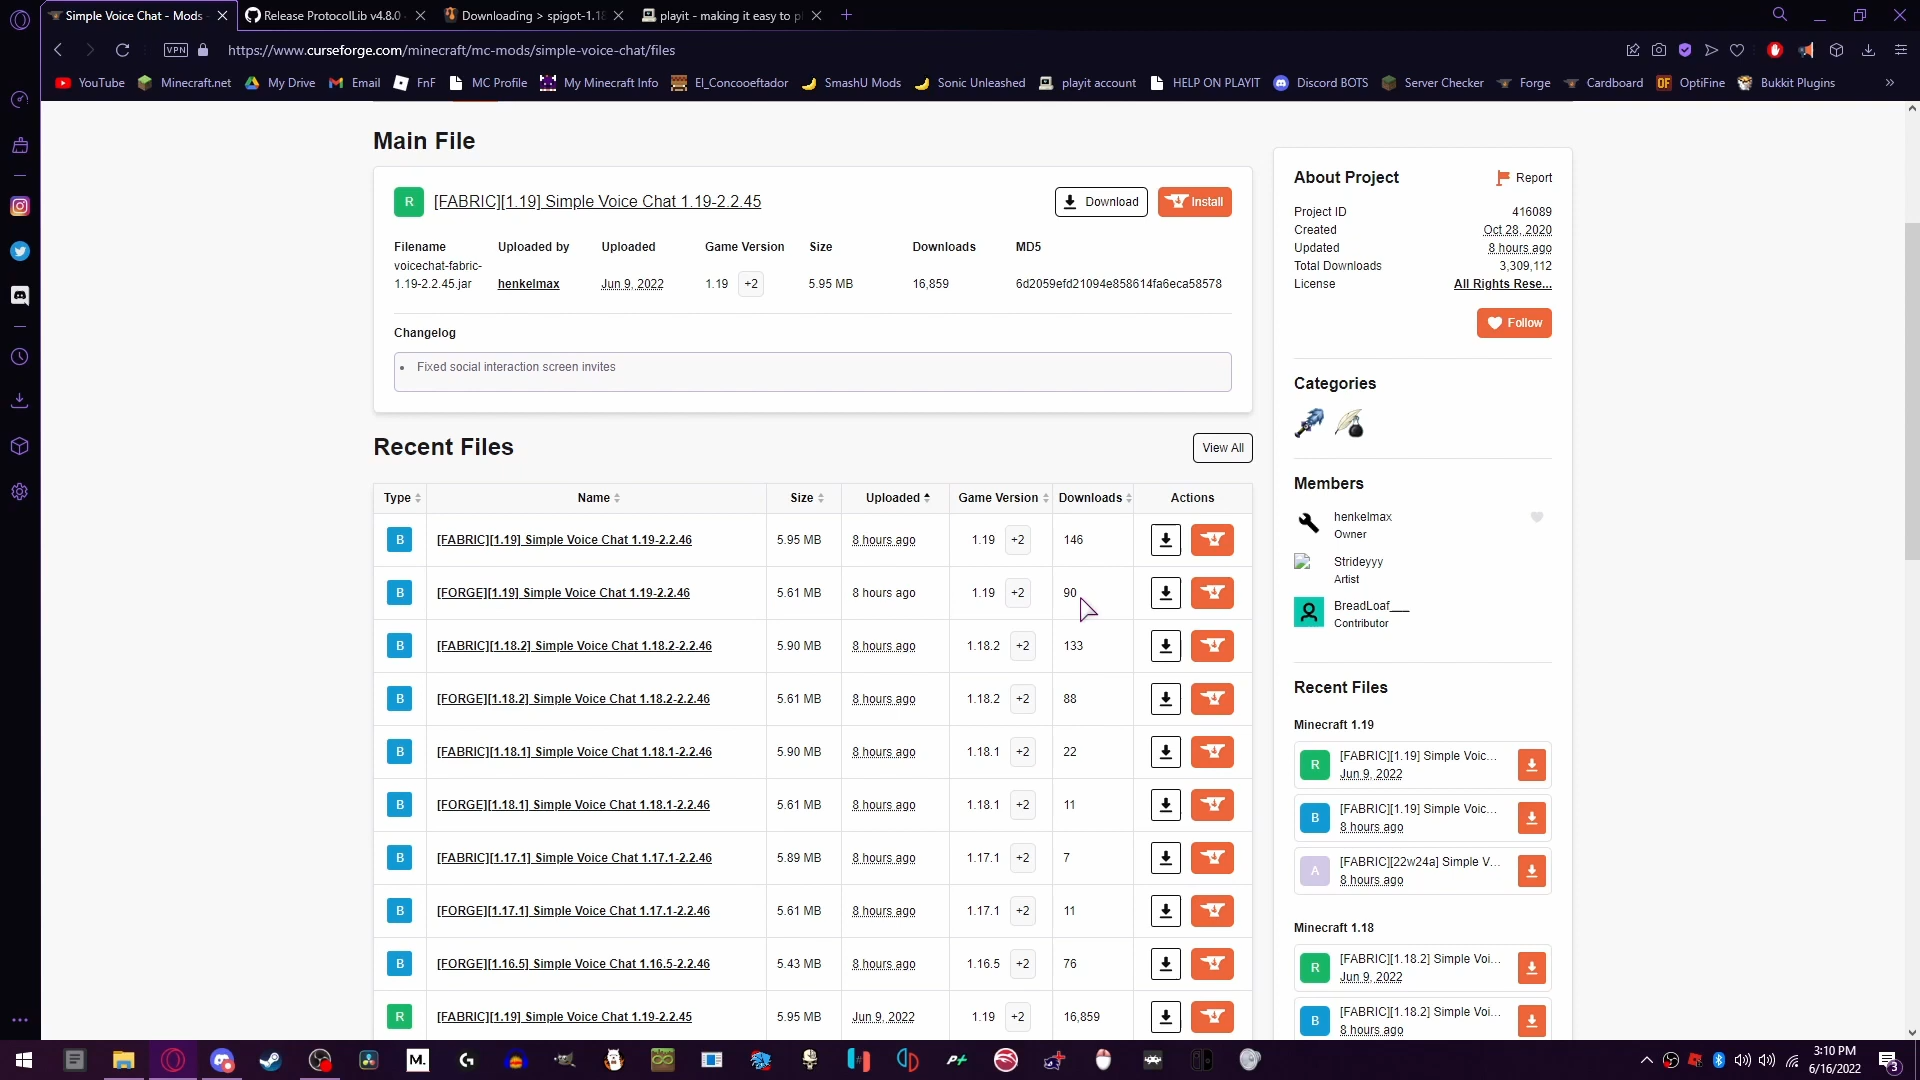 Simple Voice Chat - Mods
Release ProtocolLib v4.8.0
Downloading > spigot-1.18
playit - making it easy to p
VPN
https://www.curseforge.com/minecraft/mc-mods/simple-voice-chat/files
YouTube
Minecraft.net
My Drive
Email
FnF
MC Profile
My Minecraft Info
El_Concooeftador
SmashU Mods
Sonic Unleashed
playit account
HELP ON PLAYIT
Discord BOTS
Server Checker
Forge
Cardboard
OF
OptiFine
Bukkit Plugins
Main File
R
[FABRIC][1.19] Simple Voice Chat 1.19-2.2.45
Download
Install
Filename
Uploaded by
Uploaded
Game Version
Size
Downloads
MD5
voicechat-fabric-
1.19-2.2.45.jar
henkelmax
Jun 9, 2022
1.19 +2
5.95 MB
16,859
6d2059efd21094e858614fa6eca58578
Changelog
• Fixed social interaction screen invites
Recent Files
View All
Type Name Size Uploaded Game Version Downloads Actions
B [FABRIC][1.19] Simple Voice Chat 1.19-2.2.46 5.95 MB 8 hours ago 1.19 +2 146
B [FORGE][1.19] Simple Voice Chat 1.19-2.2.46 5.61 MB 8 hours ago 1.19 +2 90
B [FABRIC][1.18.2] Simple Voice Chat 1.18.2-2.2.46 5.90 MB 8 hours ago 1.18.2 +2 133
B [FORGE][1.18.2] Simple Voice Chat 1.18.2-2.2.46 5.61 MB 8 hours ago 1.18.2 +2 88
B [FABRIC][1.18.1] Simple Voice Chat 1.18.1-2.2.46 5.90 MB 8 hours ago 1.18.1 +2 22
B [FORGE][1.18.1] Simple Voice Chat 1.18.1-2.2.46 5.61 MB 8 hours ago 1.18.1 +2 11
B [FABRIC][1.17.1] Simple Voice Chat 1.17.1-2.2.46 5.89 MB 8 hours ago 1.17.1 +2 7
B [FORGE][1.17.1] Simple Voice Chat 1.17.1-2.2.46 5.61 MB 8 hours ago 1.17.1 +2 11
B [FORGE][1.16.5] Simple Voice Chat 1.16.5-2.2.46 5.43 MB 8 hours ago 1.16.5 +2 76
R [FABRIC][1.19] Simple Voice Chat 1.19-2.2.45 5.95 MB Jun 9, 2022 1.19 +2 16,859
About Project
Report
Project ID 416089
Created Oct 28, 2020
Updated 8 hours ago
Total Downloads 3,309,112
License All Rights Rese...
Follow
Categories
Members
henkelmax
Owner
Strideyyy
Artist
BreadLoaf___
Contributor
Recent Files
Minecraft 1.19
R [FABRIC][1.19] Simple Voic...
Jun 9, 2022
B [FABRIC][1.19] Simple Voic...
8 hours ago
A [FABRIC][22w24a] Simple V...
8 hours ago
Minecraft 1.18
R [FABRIC][1.18.2] Simple Voi...
Jun 9, 2022
B [FABRIC][1.18.2] Simple Voi...
8 hours ago
M.
3:10 PM
6/16/2022
3